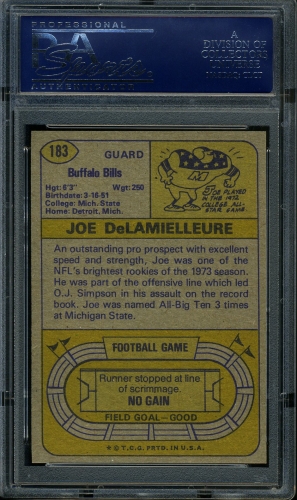 PROFESSIONAL
PSA
AUTHENTICATOR
A
DIVISION OF
COLLECTORS
UNIVERSE
183
GUARD
Buffalo Bills
Hgt: 6'3" Wgt: 250
Birthdate: 3-16-51
College: Mich. State
Home: Detroit, Mich.
M
JOE PLAYED
IN THE 1973
COLLEGE ALL-
STAR GAME.
JOE DeLAMIELLEURE
An outstanding pro prospect with excellent
speed and strength, Joe was one of the
NFL's brightest rookies of the 1973 season.
He was part of the offensive line which led
O.J. Simpson in his assault on the record
book. Joe was named All-Big Ten 3 times
at Michigan State.
FOOTBALL GAME
Runner stopped at line
of scrimmage.
NO GAIN
FIELD GOAL—GOOD
* © T.C.G. PRTD. IN U.S.A.